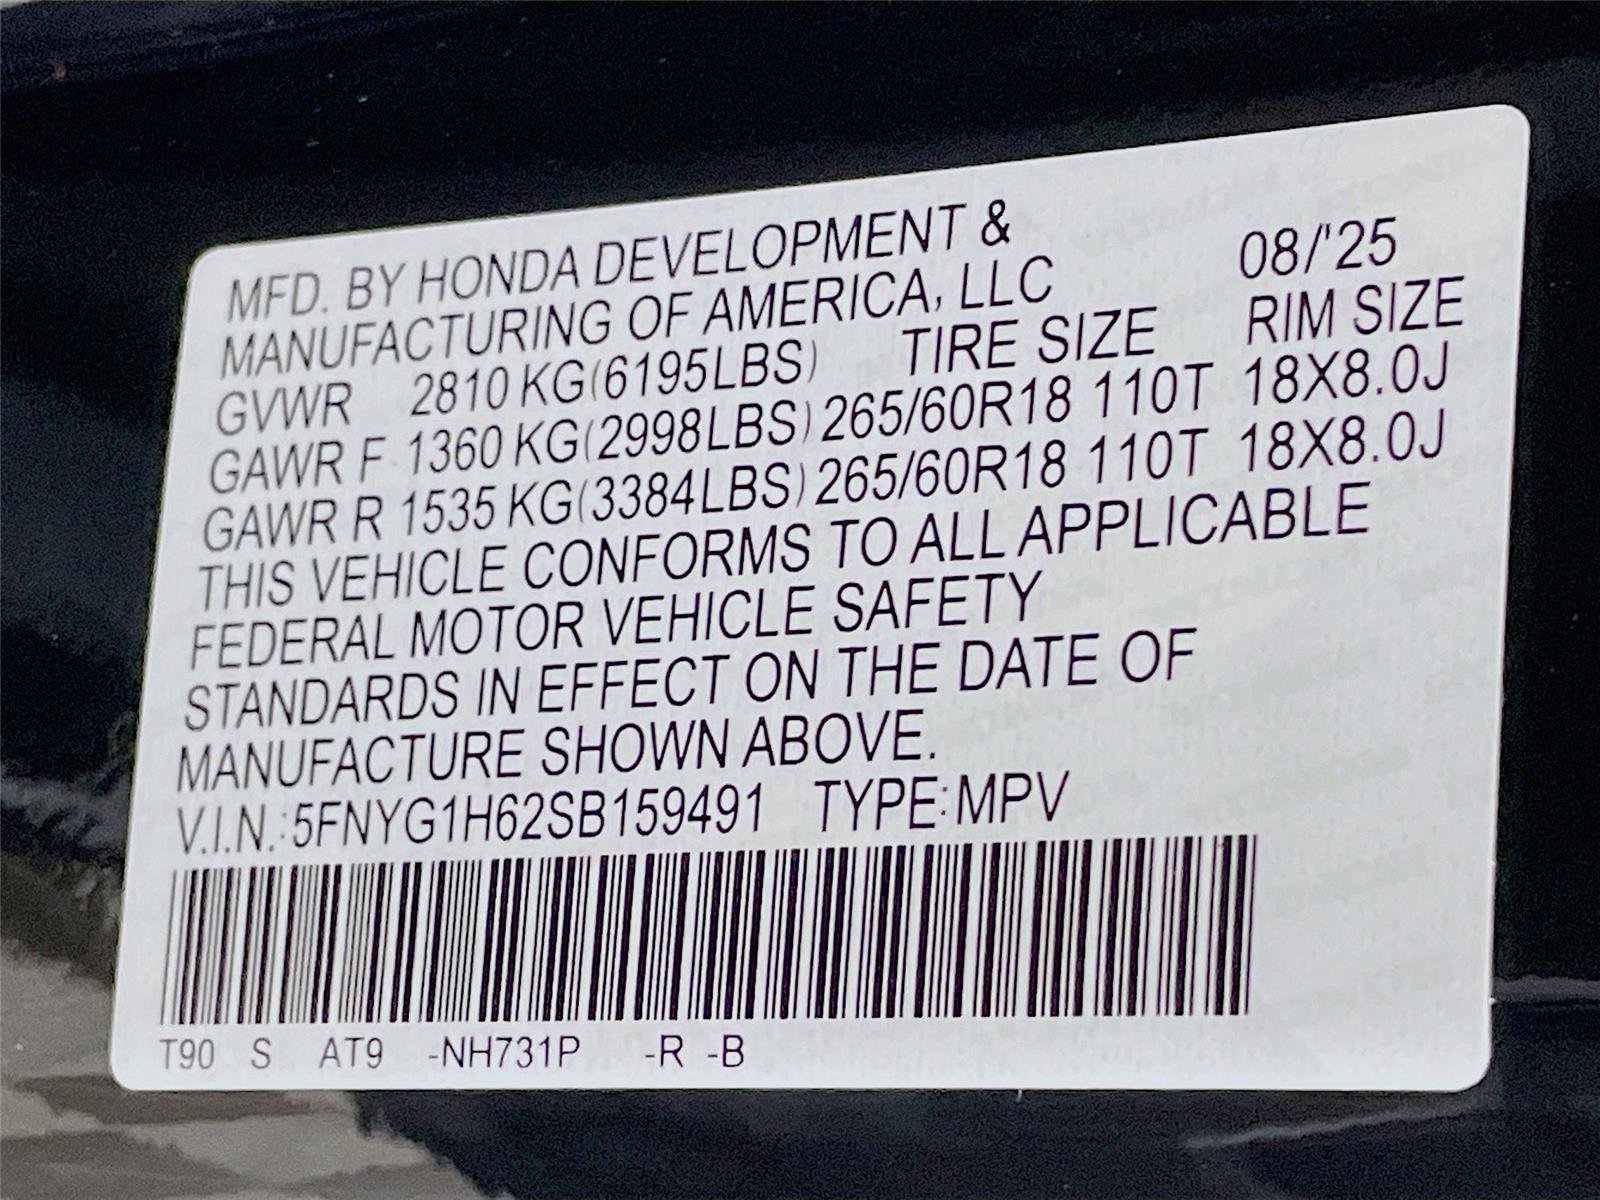 MFD. BY HONDA DEVELOPMENT &
MANUFACTURING OF AMERICA, LLC 08/'25
GVWR 2810 KG(6195LBS) TIRE SIZE RIM SIZE
GAWR F 1360 KG(2998LBS) 265/60R18 110T 18X8.0J
GAWR R 1535 KG(3384LBS) 265/60R18 110T 18X8.0J
THIS VEHICLE CONFORMS TO ALL APPLICABLE
FEDERAL MOTOR VEHICLE SAFETY
STANDARDS IN EFFECT ON THE DATE OF
MANUFACTURE SHOWN ABOVE.
V.I.N.:5FNYG1H62SB159491 TYPE:MPV
T90 S AT9 -NH731P -R -B